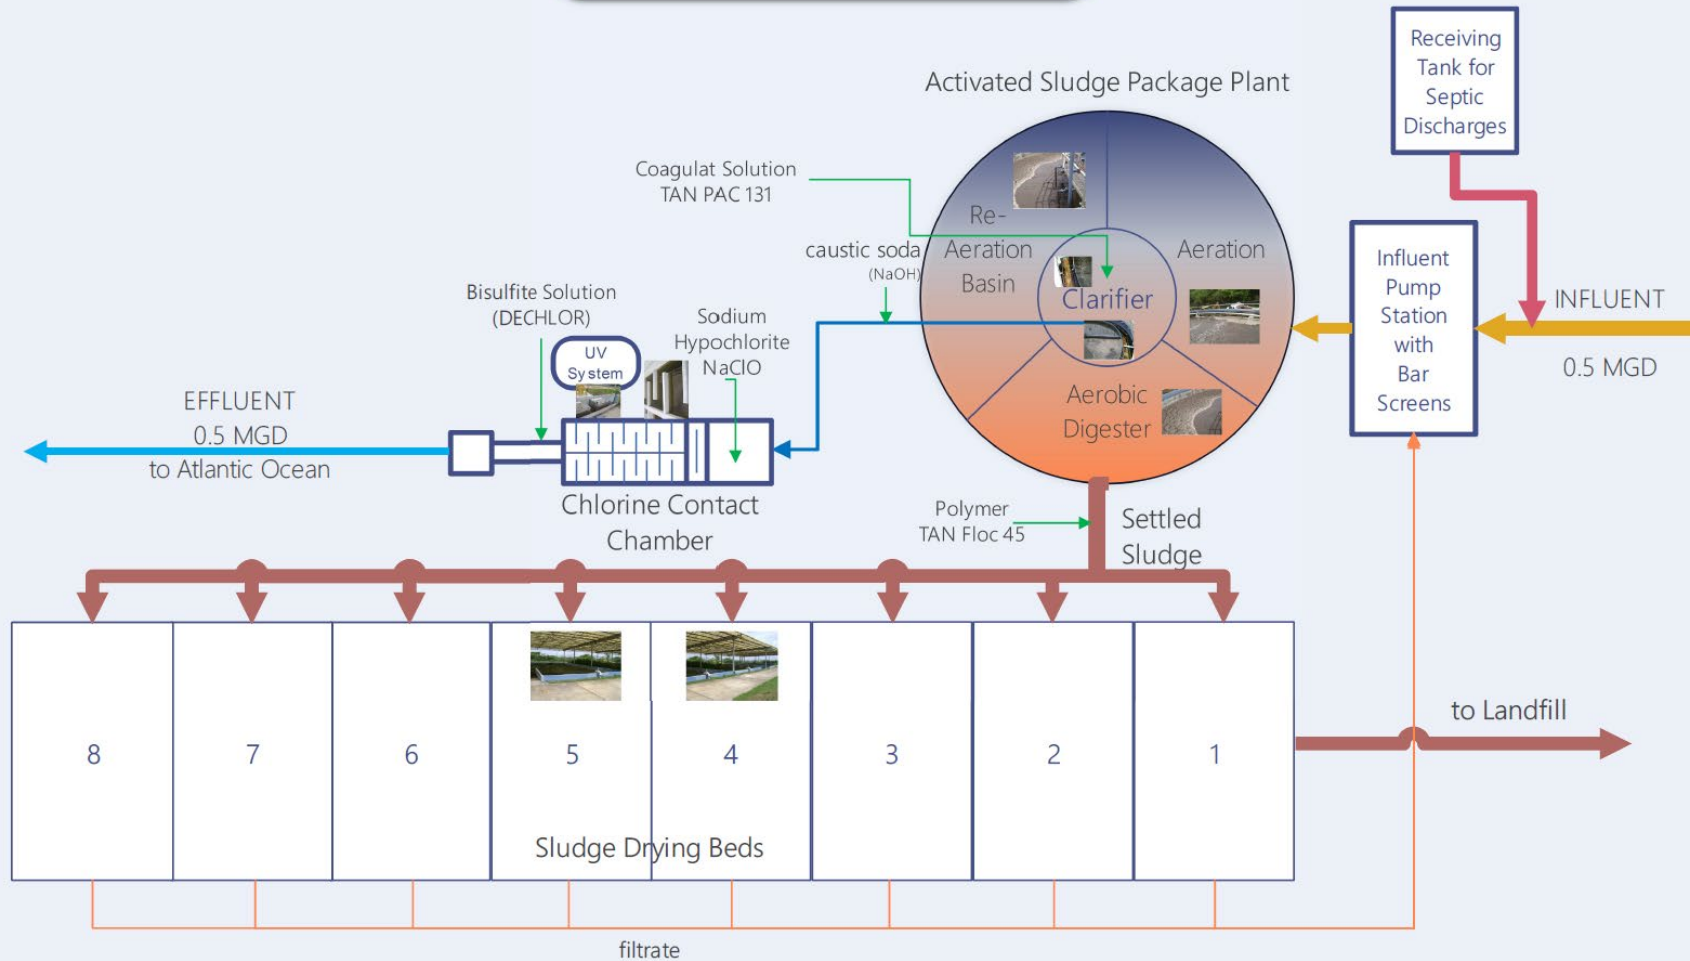 Receiving
Tank for
Septic
Discharges
Activated Sludge Package Plant
Coagulat Solution
TAN PAC 131
Re-
Aeration
Basin
Aeration
caustic soda
(NaOH)
Clarifier
Influent
Pump
Station
with
Bar
Screens
INFLUENT
0.5 MGD
Bisulfite Solution
(DECHLOR)
Sodium
Hypochlorite
NaClO
UV
System
EFFLUENT
0.5 MGD
to Atlantic Ocean
Aerobic
Digester
Chlorine Contact
Chamber
Polymer
TAN Floc 45
Settled
Sludge
to Landfill
8 7 6 5 4 3 2 1
Sludge Drying Beds
filtrate